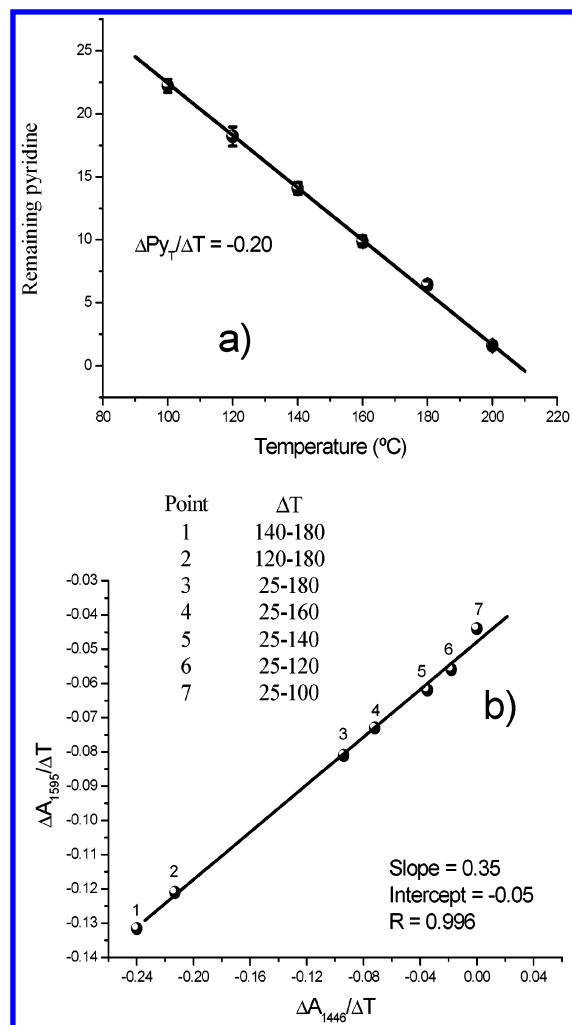 25
20
15
10
5
0
Remaining pyridine
ΔPy_T/ΔT = -0.20
a)
80 100 120 140 160 180 200 220
Temperature (ºC)
Point ΔT
1 140-180
2 120-180
3 25-180
4 25-160
5 25-140
6 25-120
7 25-100
-0.03
-0.04
-0.05
-0.06
-0.07
-0.08
-0.09
-0.10
-0.11
-0.12
-0.13
-0.14
ΔA_1595/ΔT
7
6
5
4
3
2
1
b)
Slope = 0.35
Intercept = -0.05
R = 0.996
-0.24 -0.20 -0.16 -0.12 -0.08 -0.04 0.00 0.04
ΔA_1446/ΔT